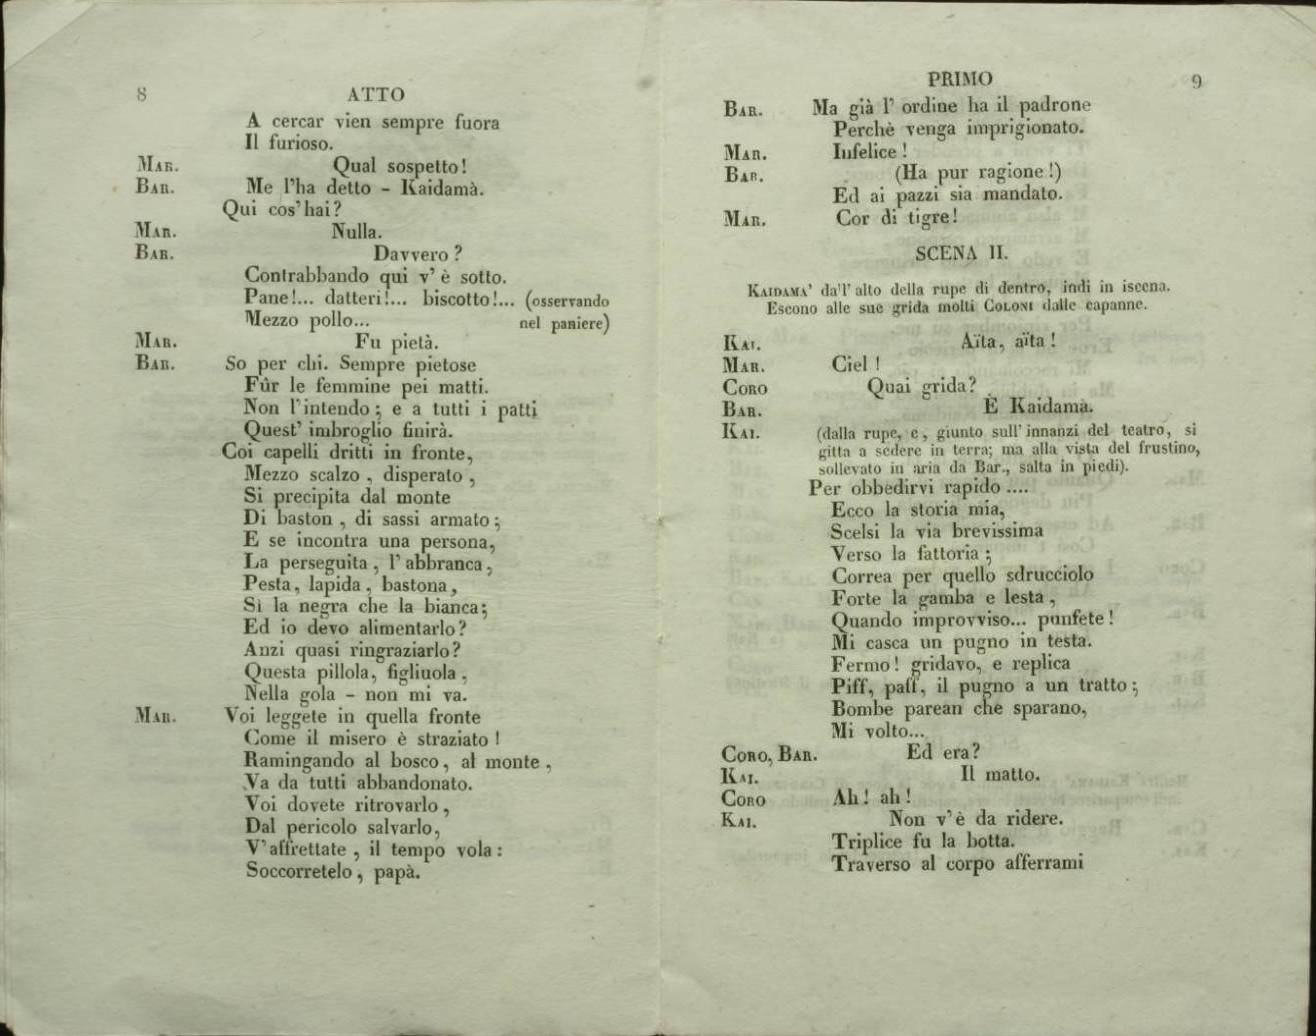 8 ATTO
A cercar vien sempre fuora
Il furioso.
MAR. Qual sospetto!
BAR. Me l'ha detto - Kaidamà.
Qui cos'hai?
MAR. Nulla.
BAR. Davvero?
Contrabbando qui v'è sotto.
Pane!... datteri!... biscotto!... (osservando
Mezzo pollo... nel paniere)
MAR. Fu pietà.
BAR. So per chi. Sempre pietose
Fûr le femmine pei matti.
Non l'intendo; e a tutti i patti
Quest' imbroglio finirà.
Coi capelli dritti in fronte,
Mezzo scalzo, disperato,
Si precipita dal monte
Di baston, di sassi armato;
E se incontra una persona,
La perseguita, l'abbranca,
Pesta, lapida, bastona,
Sì la negra che la bianca;
Ed io devo alimentarlo?
Anzi quasi ringraziarlo?
Questa pillola, figliuola,
Nella gola - non mi va.
MAR. Voi leggete in quella fronte
Come il misero è straziato!
Ramingando al bosco, al monte,
Va da tutti abbandonato.
Voi dovete ritrovarlo,
Dal pericolo salvarlo,
V'affrettate, il tempo vola:
Soccorretelo, papà.
PRIMO 9
BAR. Ma già l'ordine ha il padrone
Perchè venga imprigionato.
MAR. Infelice!
BAR. (Ha pur ragione!)
Ed ai pazzi sia mandato.
MAR. Cor di tigre!
SCENA II.
KAIDAMA' dall'alto della rupe di dentro, indi in iscena.
Escono alle sue grida molti COLONI dalle capanne.
KAI. Aïta, aïta!
MAR. Ciel!
CORO Quai grida?
BAR. È Kaidamà.
KAI. (dalla rupe, e, giunto sull'innanzi del teatro, si
gitta a sedere in terra; ma alla vista del frustino,
sollevato in aria da Bar., salta in piedi).
Per obbedirvi rapido ....
Ecco la storia mia,
Scelsi la via brevissima
Verso la fattoria;
Correa per quello sdrucciolo
Forte la gamba e lesta,
Quando improvviso... punfete!
Mi casca un pugno in testa.
Fermo! gridavo, e replica
Piff, paff, il pugno a un tratto;
Bombe parean che sparano,
Mi volto...
CORO, BAR. Ed era?
KAI. Il matto.
CORO Ah! ah!
KAI. Non v'è da ridere.
Triplice fu la botta.
Traverso al corpo afferrami